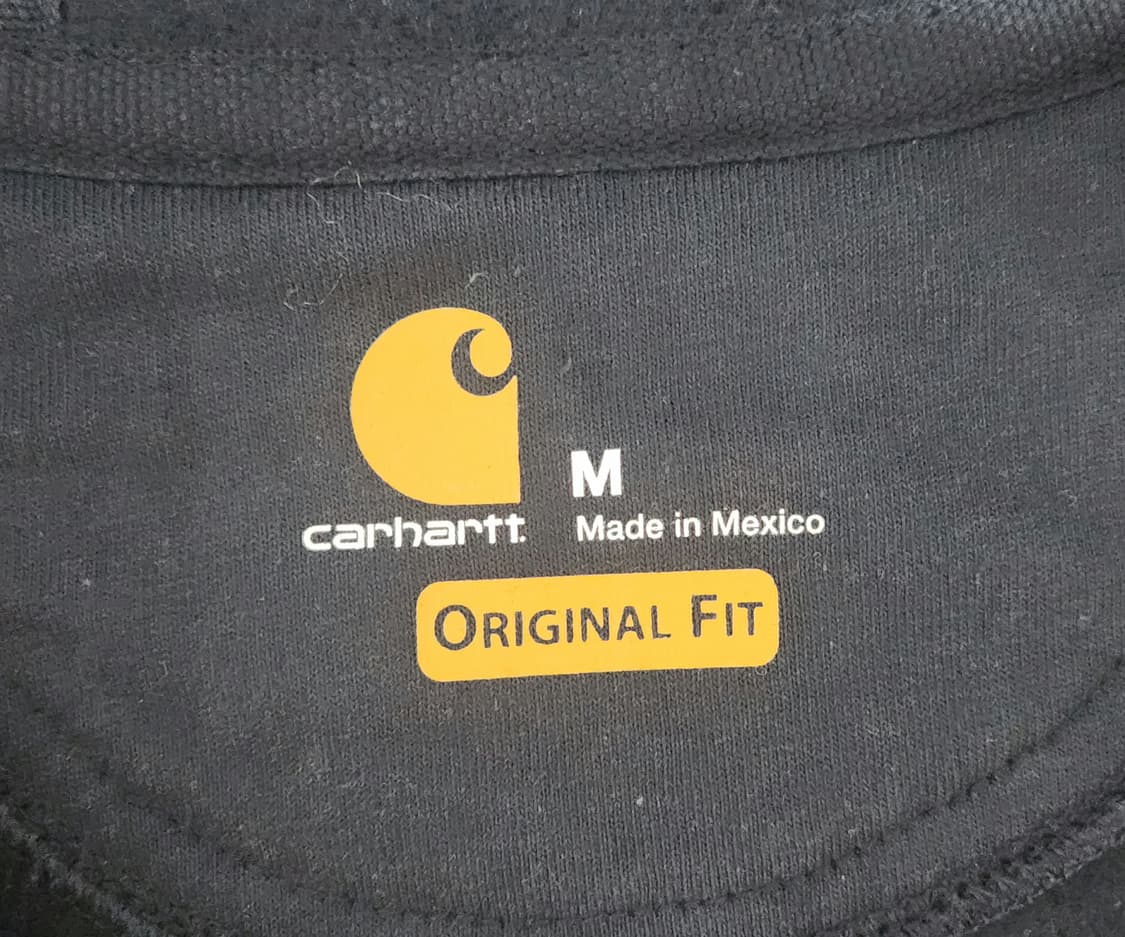 M
carhartt.
Made in Mexico
ORIGINAL FIT